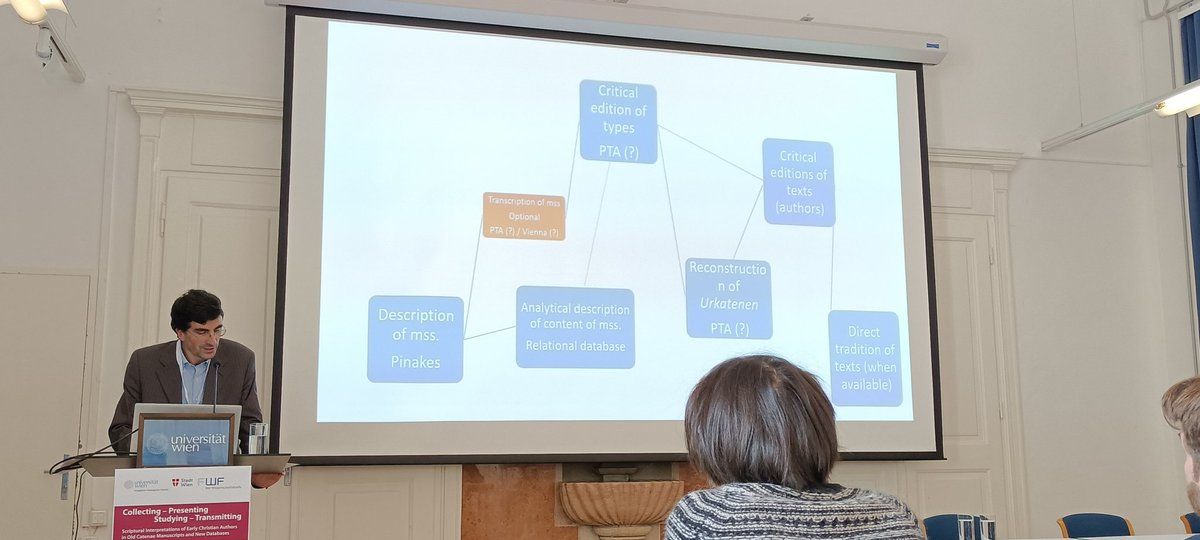 Critical
edition of
types
PTA (?)
Critical
editions of
texts
(authors)
Transcription of mss
Optional
PTA (?) / Vienna (?)
Reconstructio
n of
Urkatenen
PTA (?)
Description
of mss.
Pinakes
Analytical description
of content of mss.
Relational database
Direct
tradition of
texts (when
available)
universität
wien
universität
wien
Stadt
Wien
FWF
Collecting – Presenting
Studying – Transmitting
Scriptural Interpretations of Early Christian Authors
in Old Catenae Manuscripts and New Databases